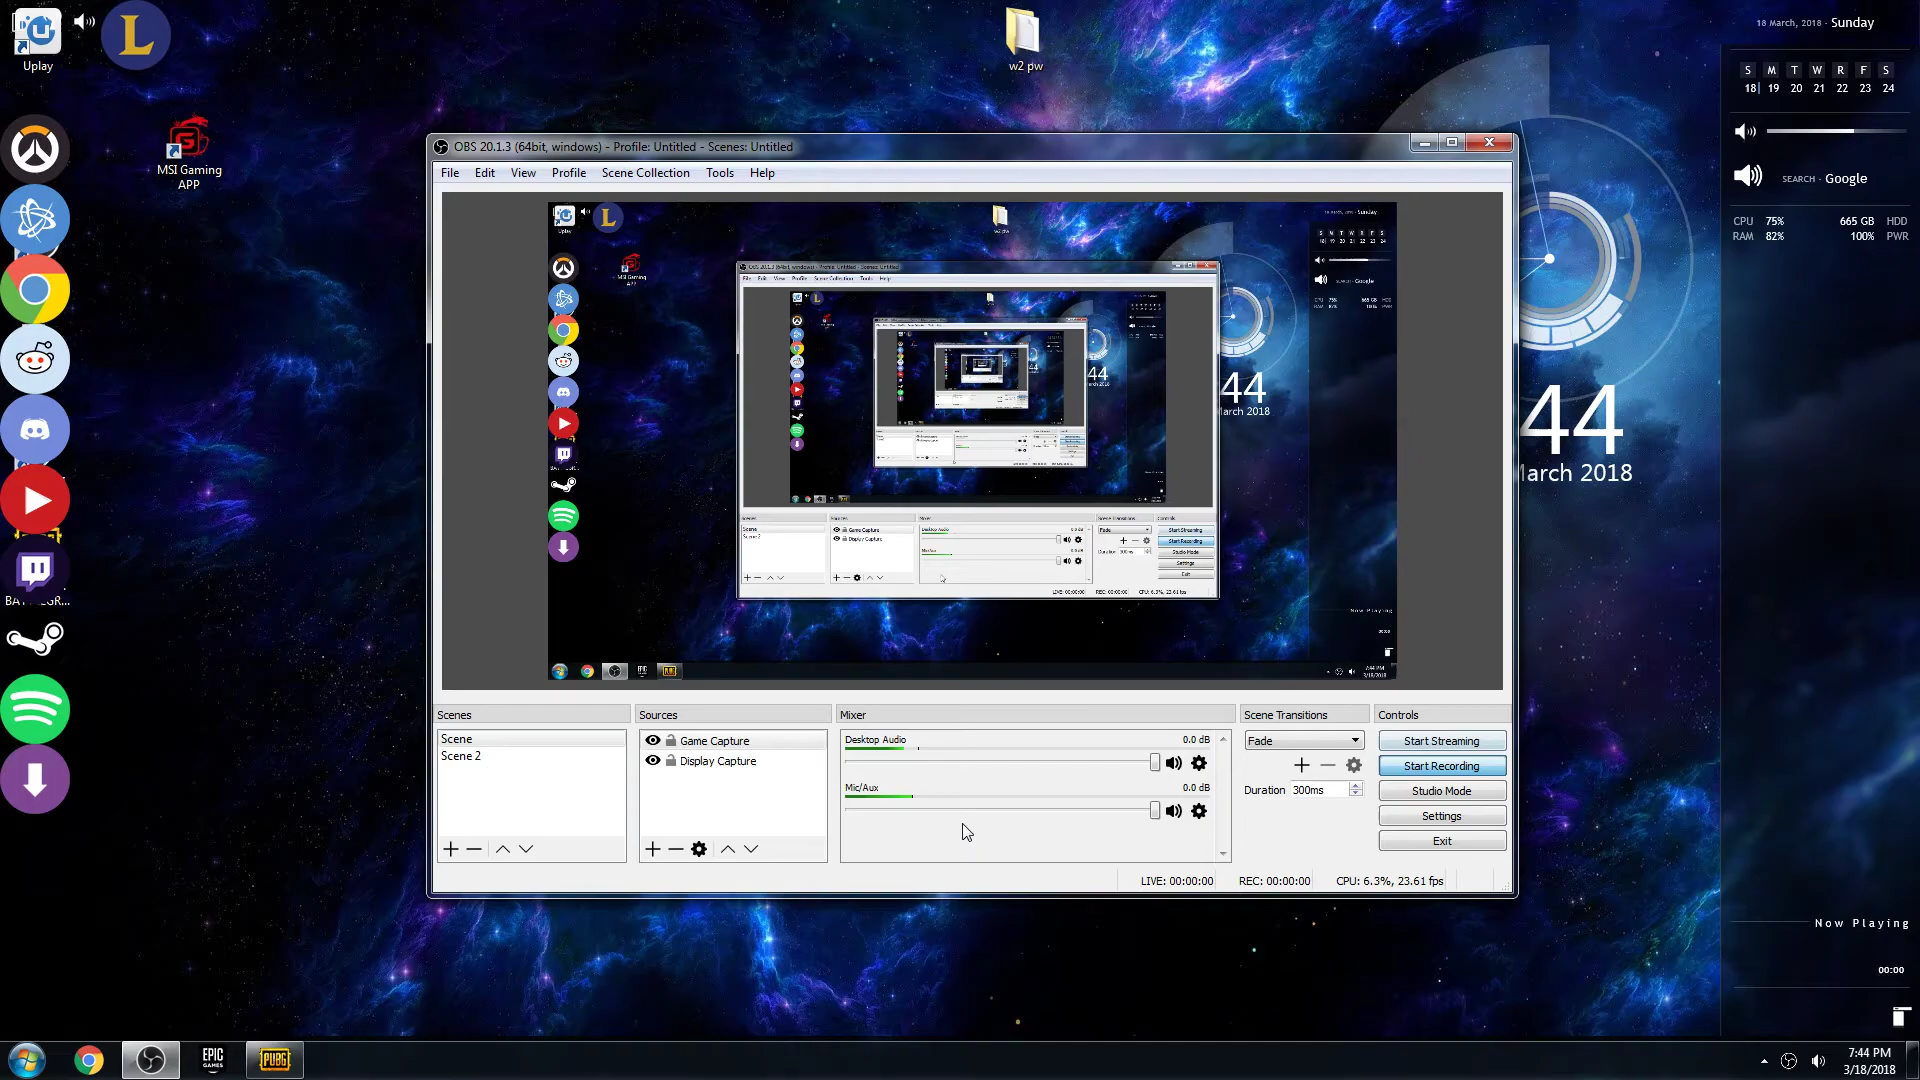 Uplay
L
w2 pw
18 March, 2018 - Sunday
S M T W R F S
18 19 20 21 22 23 24
MSI Gaming
APP
OBS 20.1.3 (64bit, windows) - Profile: Untitled - Scenes: Untitled
File Edit View Profile Scene Collection Tools Help
SEARCH - Google
CPU 75% 665 GB HDD
RAM 82% 100% PWR
44
March 2018
Scenes
Scene
Scene 2
Sources
Game Capture
Display Capture
Mixer
Desktop Audio 0.0 dB
Mic/Aux 0.0 dB
Scene Transitions
Fade
Duration 300ms
Controls
Start Streaming
Start Recording
Studio Mode
Settings
Exit
LIVE: 00:00:00 REC: 00:00:00 CPU: 6.3%, 23.61 fps
Now Playing
00:00
EPIC
GAMES
PUBG
7:44 PM
3/18/2018